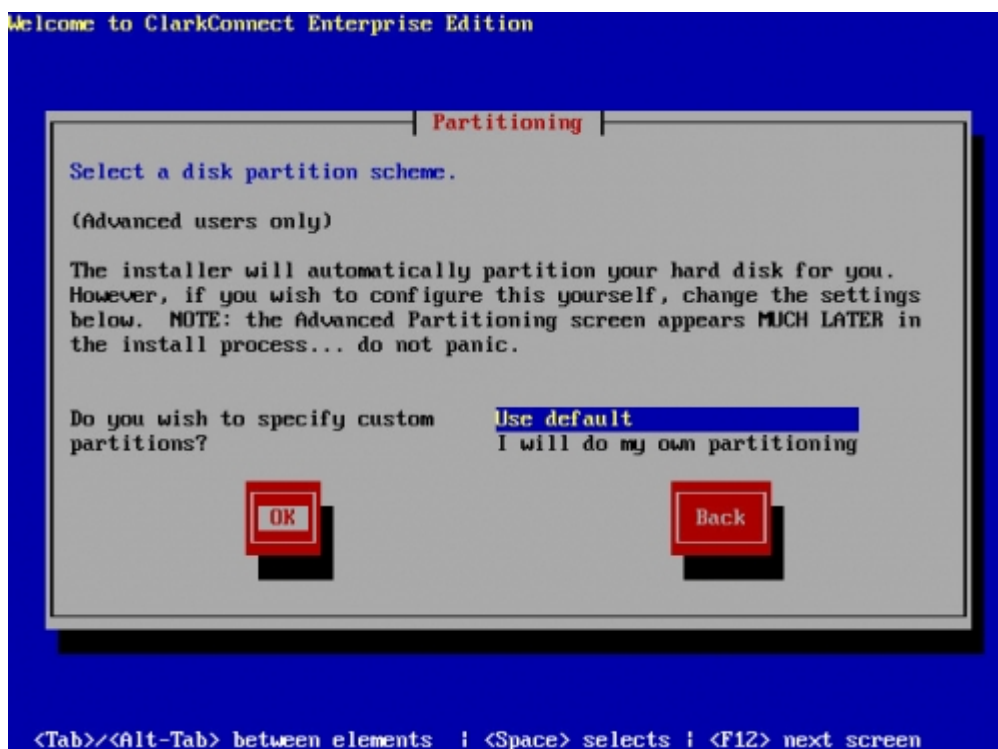 Welcome to ClarkConnect Enterprise Edition
Partitioning
Select a disk partition scheme.
(Advanced users only)
The installer will automatically partition your hard disk for you.
However, if you wish to configure this yourself, change the settings
below.  NOTE: the Advanced Partitioning screen appears MUCH LATER in
the install process... do not panic.
Do you wish to specify custom
partitions?
Use default
I will do my own partitioning
OK
Back
<Tab>/<Alt-Tab> between elements  | <Space> selects | <F12> next screen